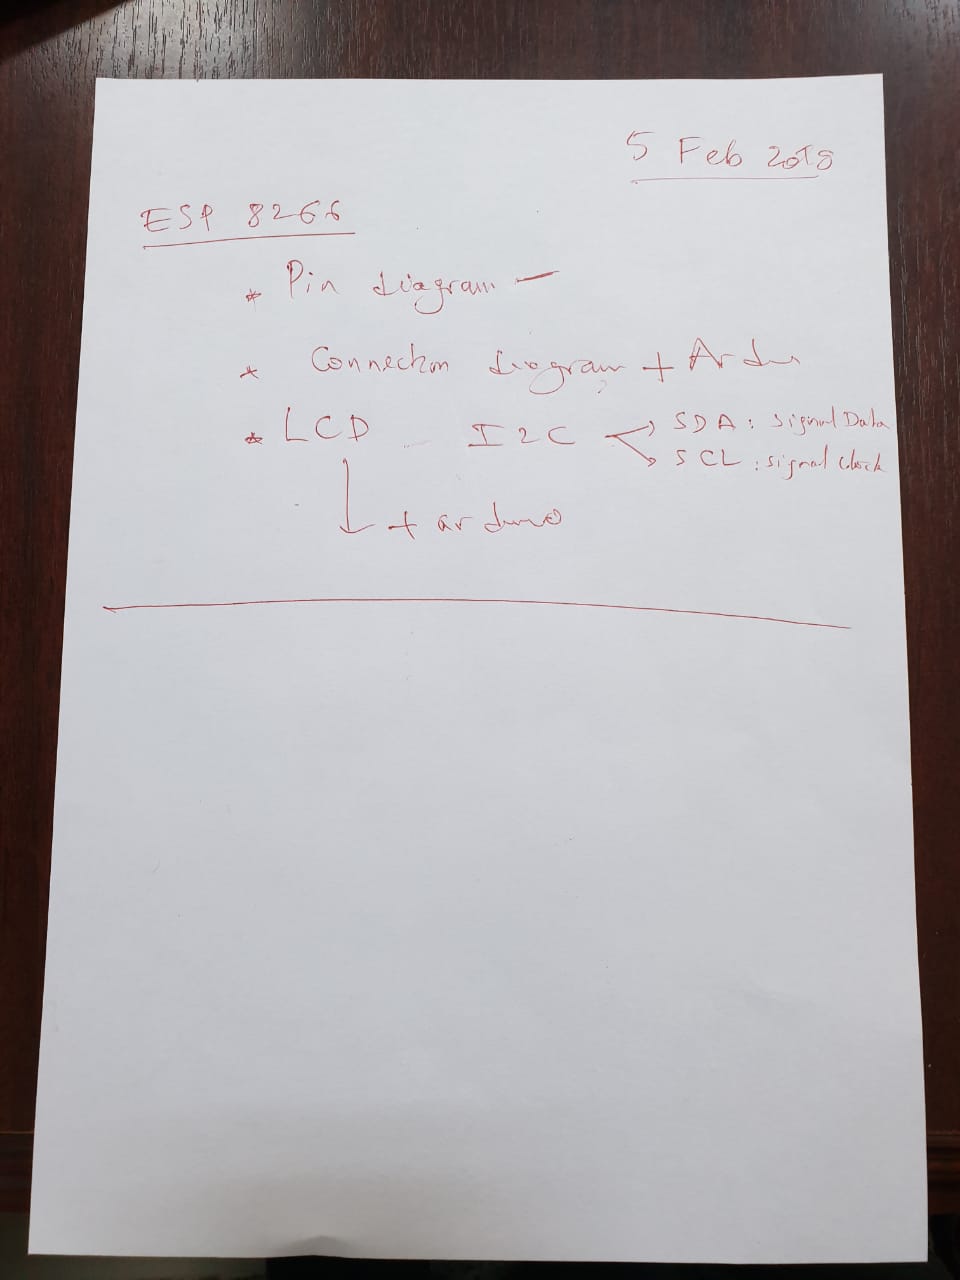 5 Feb 2018
ESP 8266
* Pin diagram -
* Connection diagram + Ardu
* LCD I2C SDA : signal Data
SCL : signal clock
+ arduino